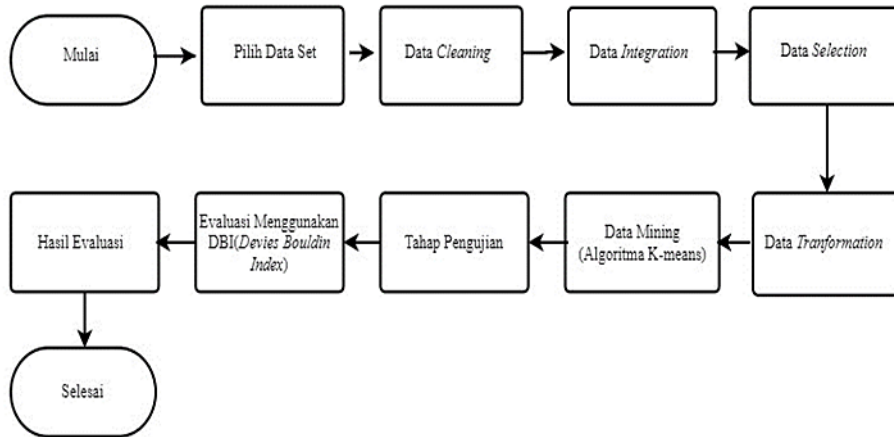 Mulai
Pilih Data Set
Data Cleaning
Data Integration
Data Selection
Data Tranformation
Data Mining
(Algoritma K-means)
Tahap Pengujian
Evaluasi Menggunakan
DBI(Devies Bouldin
Index)
Hasil Evaluasi
Selesai